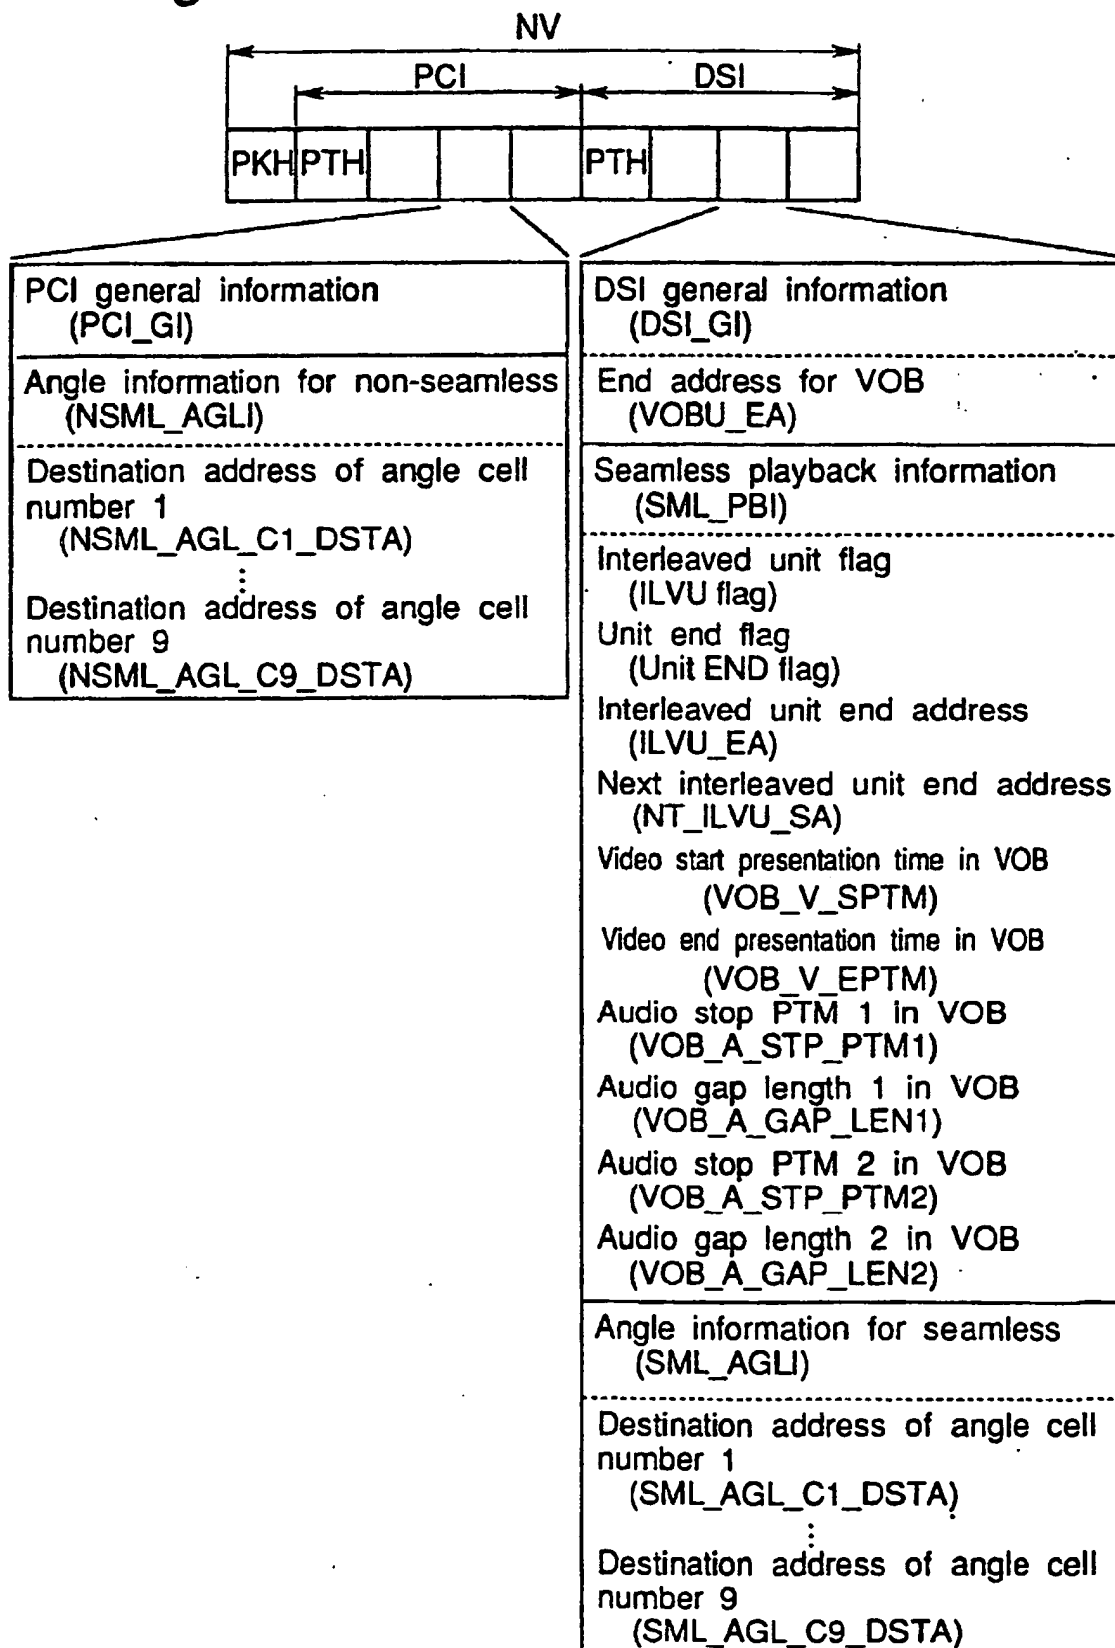 NV
PCI DSI
PKH PTH PTH
PCI general information
(PCI_GI)
Angle information for non-seamless
(NSML_AGLI)
Destination address of angle cell
number 1
(NSML_AGL_C1_DSTA)
⋮
Destination address of angle cell
number 9
(NSML_AGL_C9_DSTA)
DSI general information
(DSI_GI)
End address for VOB
(VOBU_EA)
Seamless playback information
(SML_PBI)
Interleaved unit flag
(ILVU flag)
Unit end flag
(Unit END flag)
Interleaved unit end address
(ILVU_EA)
Next interleaved unit end address
(NT_ILVU_SA)
Video start presentation time in VOB
(VOB_V_SPTM)
Video end presentation time in VOB
(VOB_V_EPTM)
Audio stop PTM 1 in VOB
(VOB_A_STP_PTM1)
Audio gap length 1 in VOB
(VOB_A_GAP_LEN1)
Audio stop PTM 2 in VOB
(VOB_A_STP_PTM2)
Audio gap length 2 in VOB
(VOB_A_GAP_LEN2)
Angle information for seamless
(SML_AGLI)
Destination address of angle cell
number 1
(SML_AGL_C1_DSTA)
⋮
Destination address of angle cell
number 9
(SML_AGL_C9_DSTA)